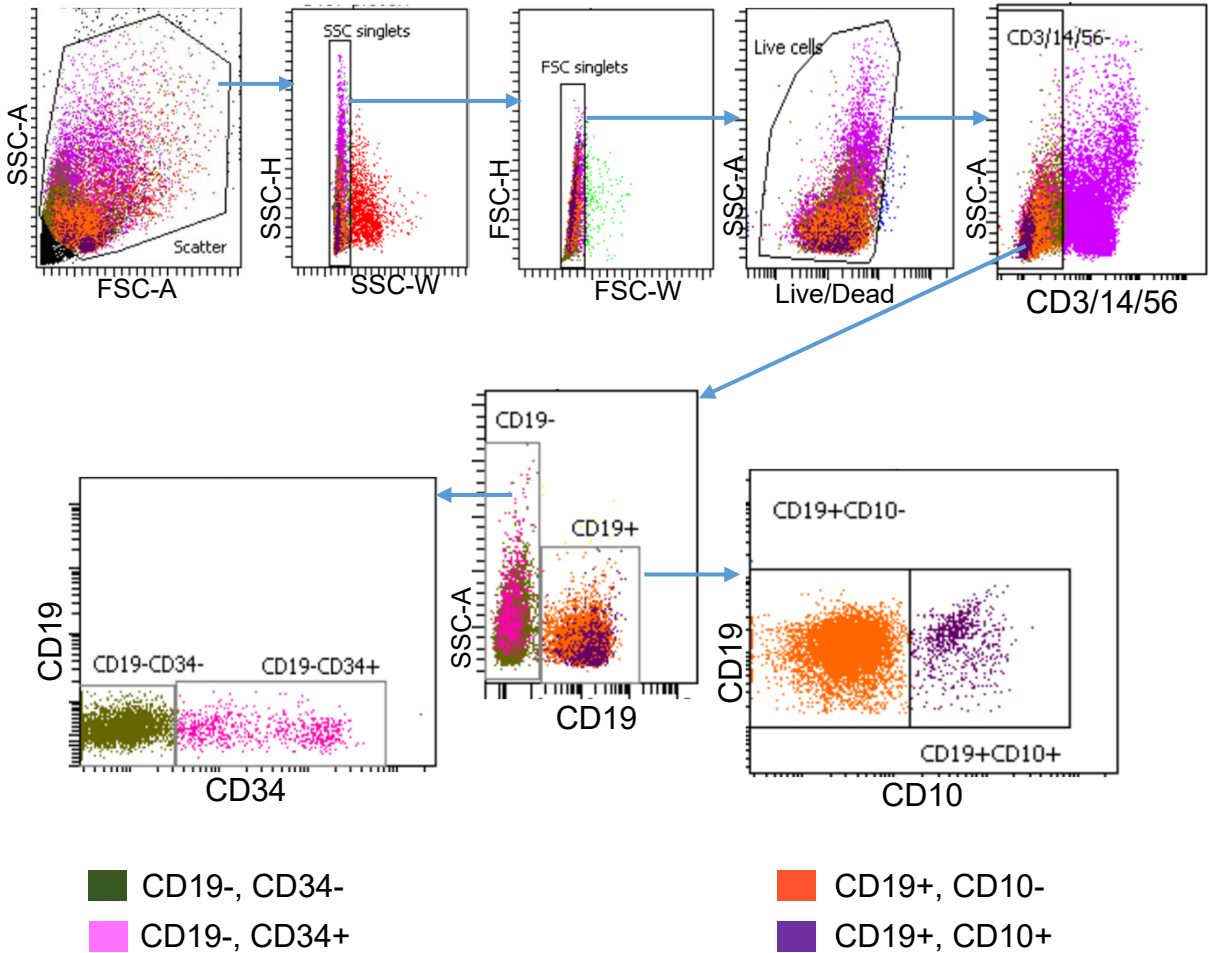 SSC-A
Scatter
FSC-A
SSC singlets
SSC-H
SSC-W
FSC singlets
FSC-H
FSC-W
Live cells
SSC-A
Live/Dead
CD3/14/56-
SSC-A
CD3/14/56
CD19-
CD19+
SSC-A
CD19
CD19-CD34-
CD19-CD34+
CD19
CD34
CD19+CD10-
CD19
CD19+CD10+
CD10
CD19-, CD34-
CD19-, CD34+
CD19+, CD10-
CD19+, CD10+